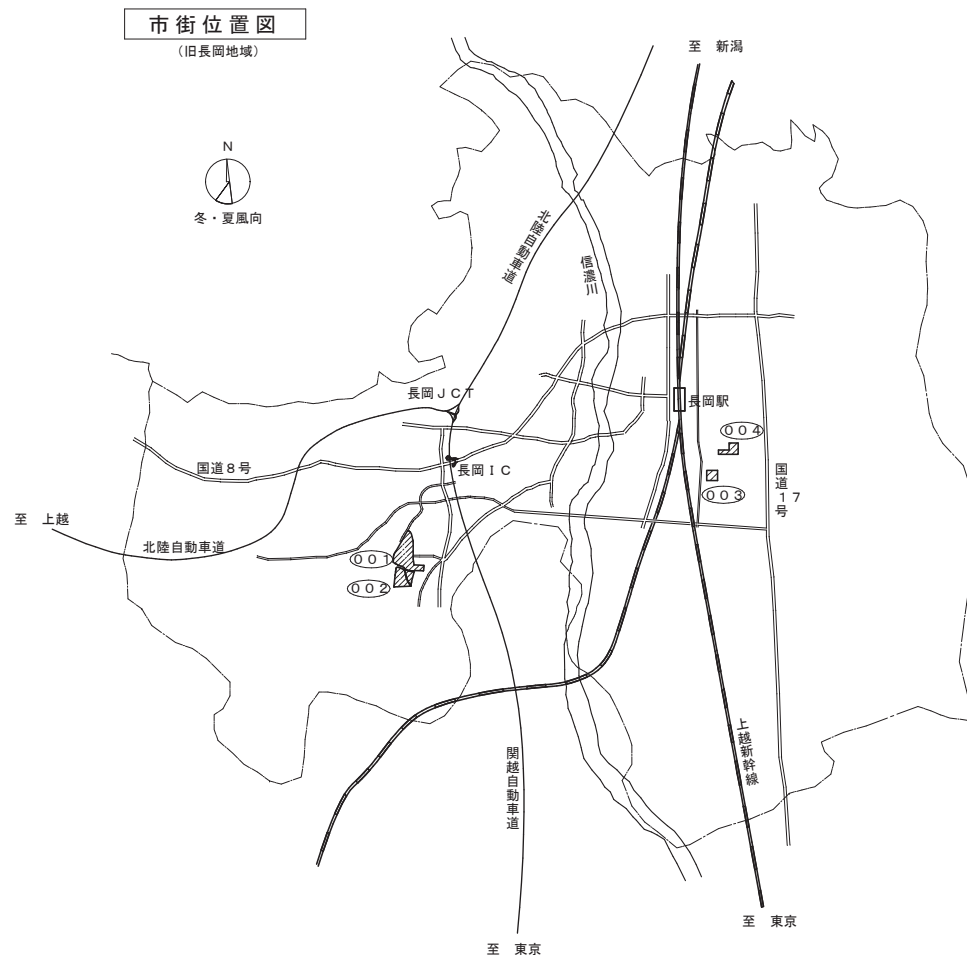 市街位置図
(旧長岡地域)
至　新潟
N
冬・夏風向
北陸自動車道
信濃川
長岡ＪＣＴ
長岡駅
００４
国道８号
長岡ＩＣ
００３
国道１７号
至　上越
北陸自動車道
００１
００２
関越自動車道
上越新幹線
至　東京
至　東京